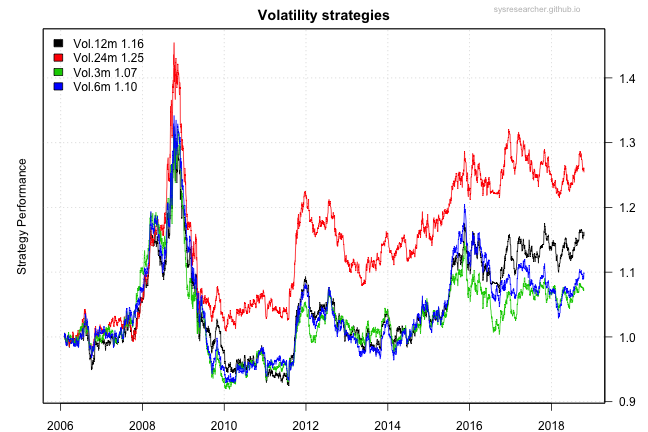 sysresearcher.github.io
Volatility strategies
Vol.12m 1.16
Vol.24m 1.25
Vol.3m 1.07
Vol.6m 1.10
Strategy Performance
1.4
1.3
1.2
1.1
1.0
0.9
2006 2008 2010 2012 2014 2016 2018